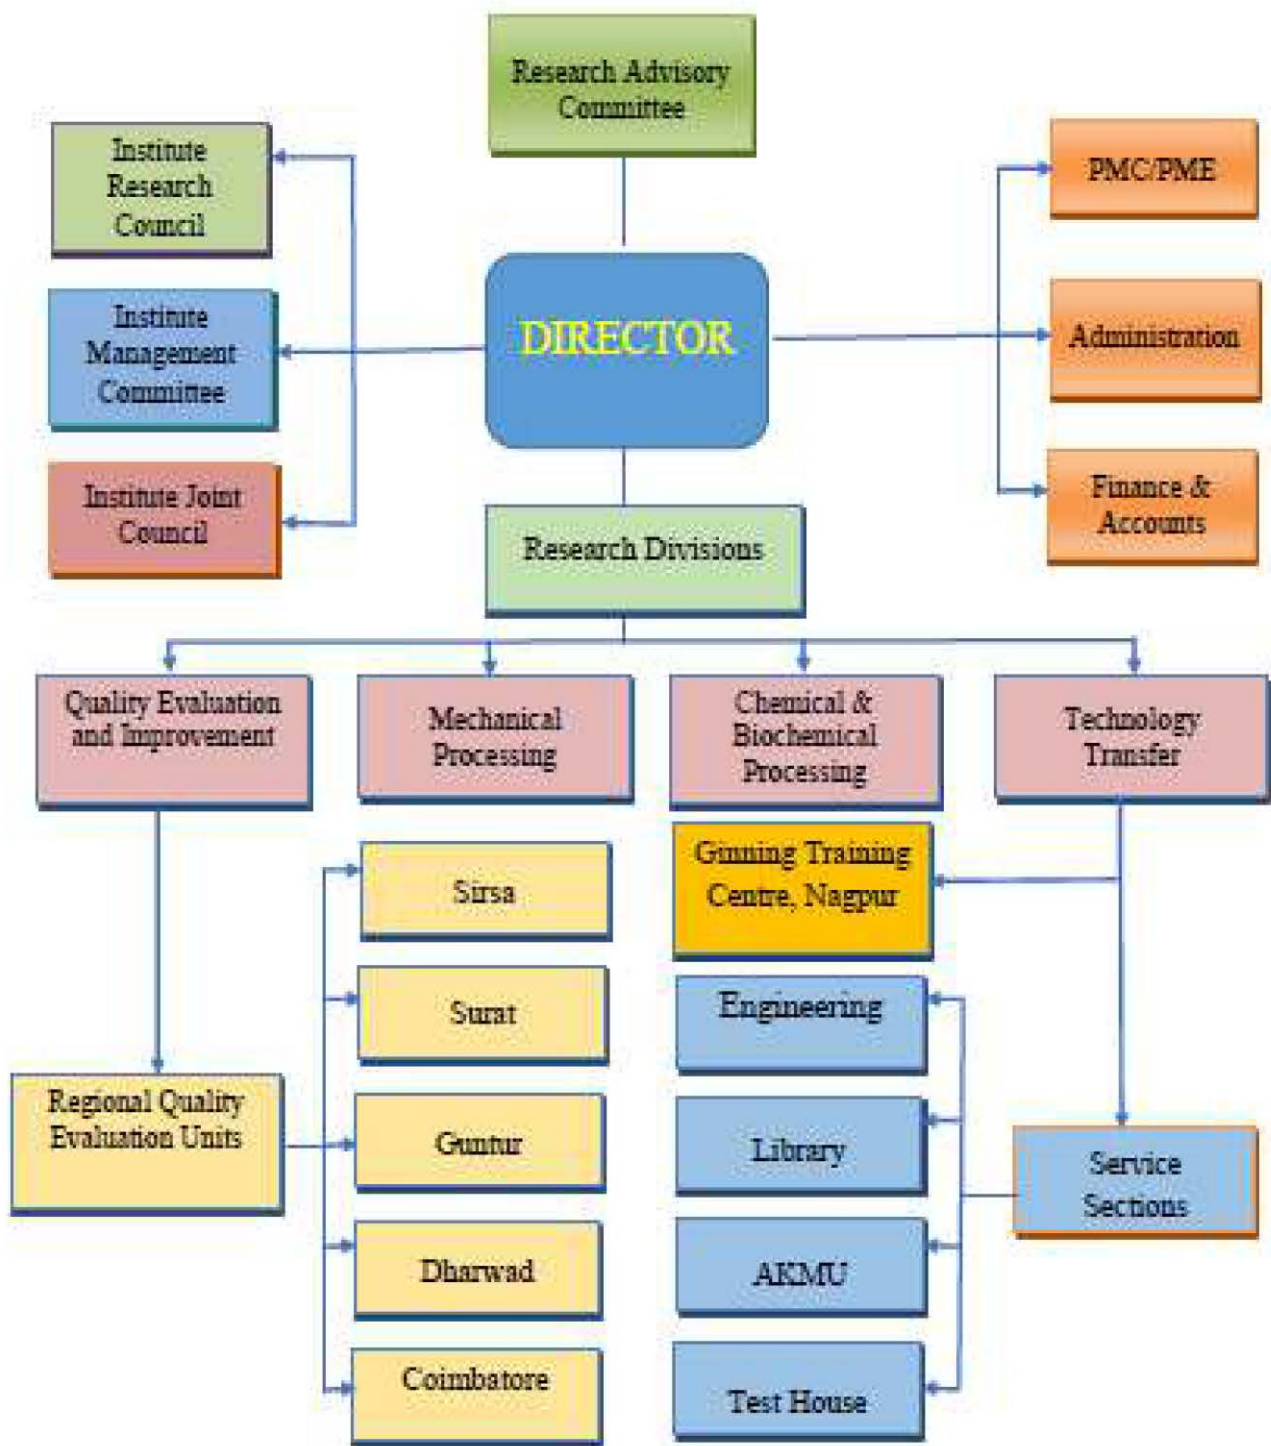 Research Advisory
Committee
Institute
Research
Council
PMC/PME
Institute
Management
Committee
DIRECTOR
Administration
Institute Joint
Council
Research Divisions
Finance &
Accounts
Quality Evaluation
and Improvement
Mechanical
Processing
Chemical &
Biochemical
Processing
Technology
Transfer
Sirsa
Ginning Training
Centre, Nagpur
Surat
Engineering
Regional Quality
Evaluation Units
Guntur
Library
Service
Sections
Dharwad
AKMU
Coimbatore
Test House